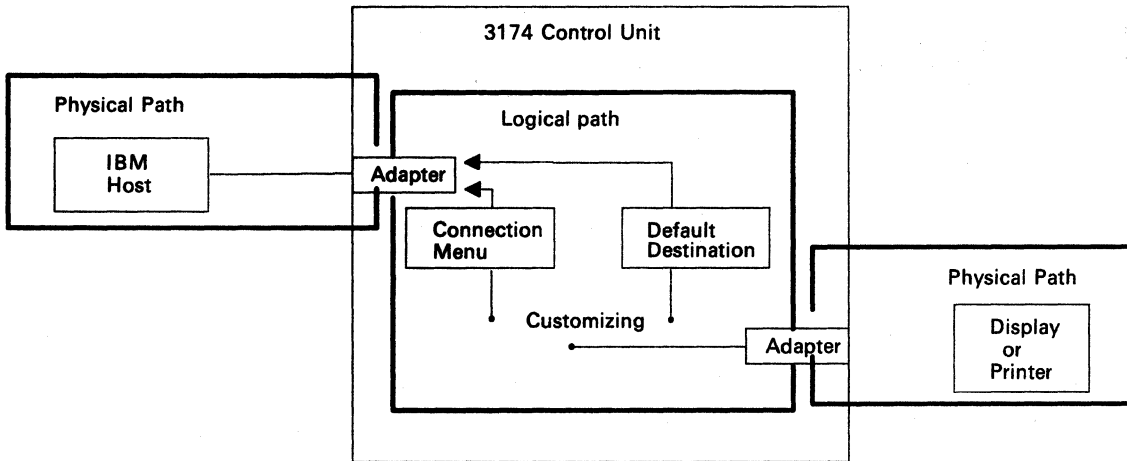 3174 Control Unit
Physical Path
IBM
Host
Logical path
Adapter
Connection
Menu
Default
Destination
Customizing
Adapter
Physical Path
Display
or
Printer